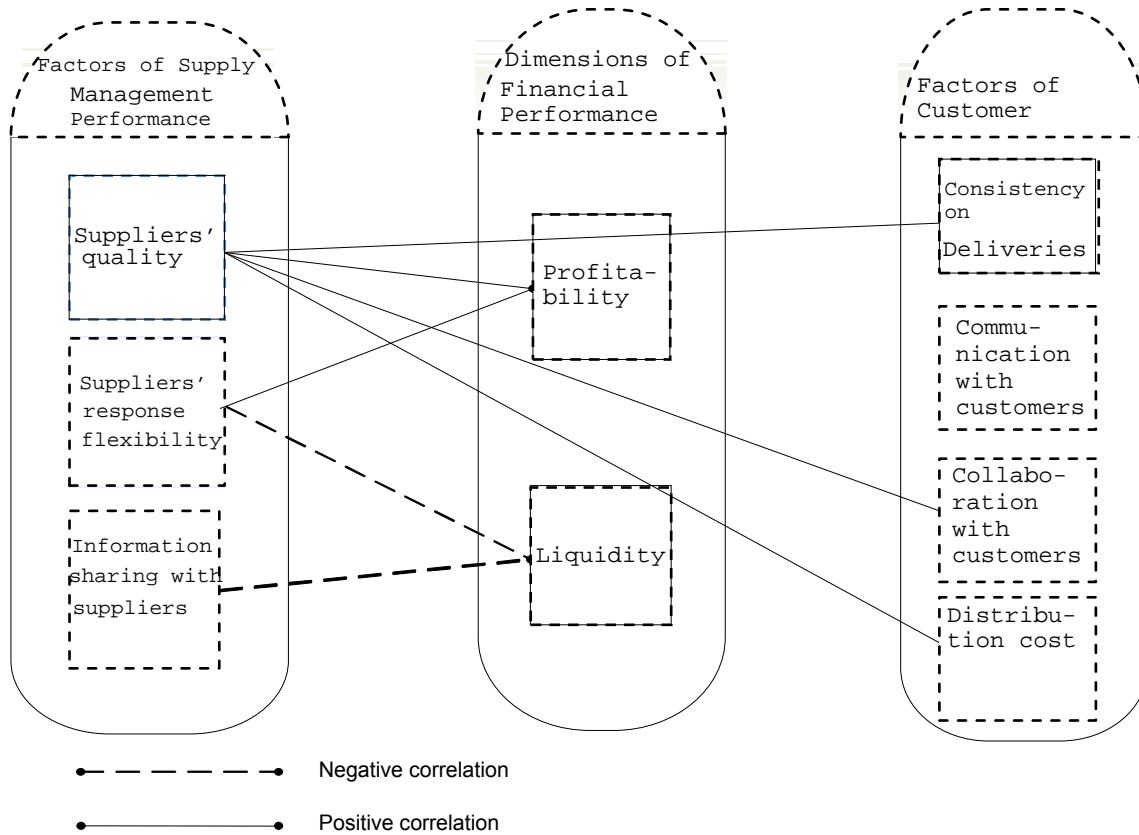 Factors of Supply
Management
Performance
Suppliers’
quality
Suppliers’
response
flexibility
Information
sharing with
suppliers
Dimensions of
Financial
Performance
Profita-
bility
Liquidity
Factors of
Customer
Consistency
on
Deliveries
Commu-
nication
with
customers
Collabo-
ration
with
customers
Distribu-
tion cost
Negative correlation
Positive correlation